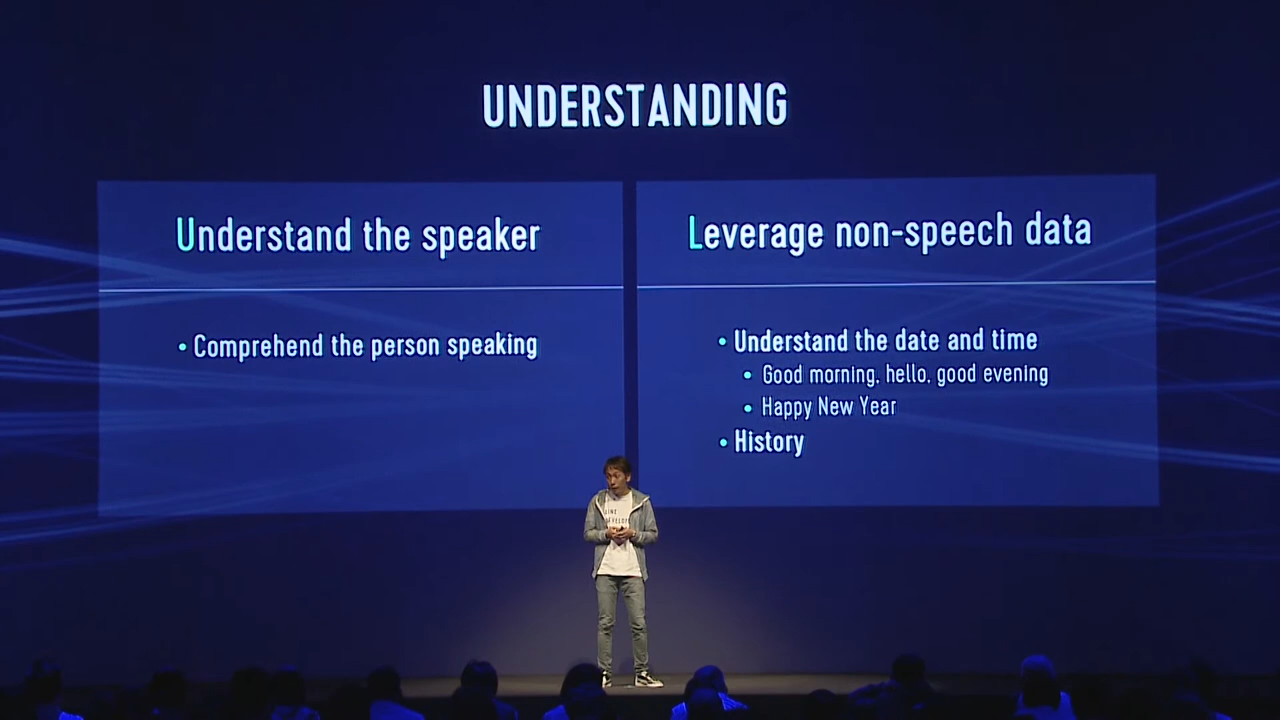 UNDERSTANDING
Understand the speaker
• Comprehend the person speaking
Leverage non-speech data
• Understand the date and time
• Good morning, hello, good evening
• Happy New Year
• History